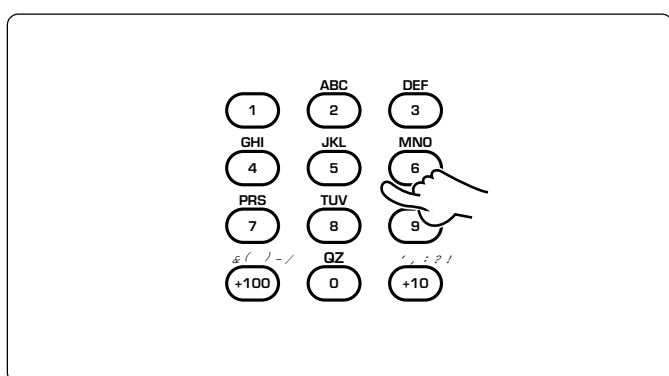 ABC DEF
1 2 3
GHI JKL MNO
4 5 6
PRS TUV
7 8 9
&( )-/ QZ ',:?!
+100 0 +10